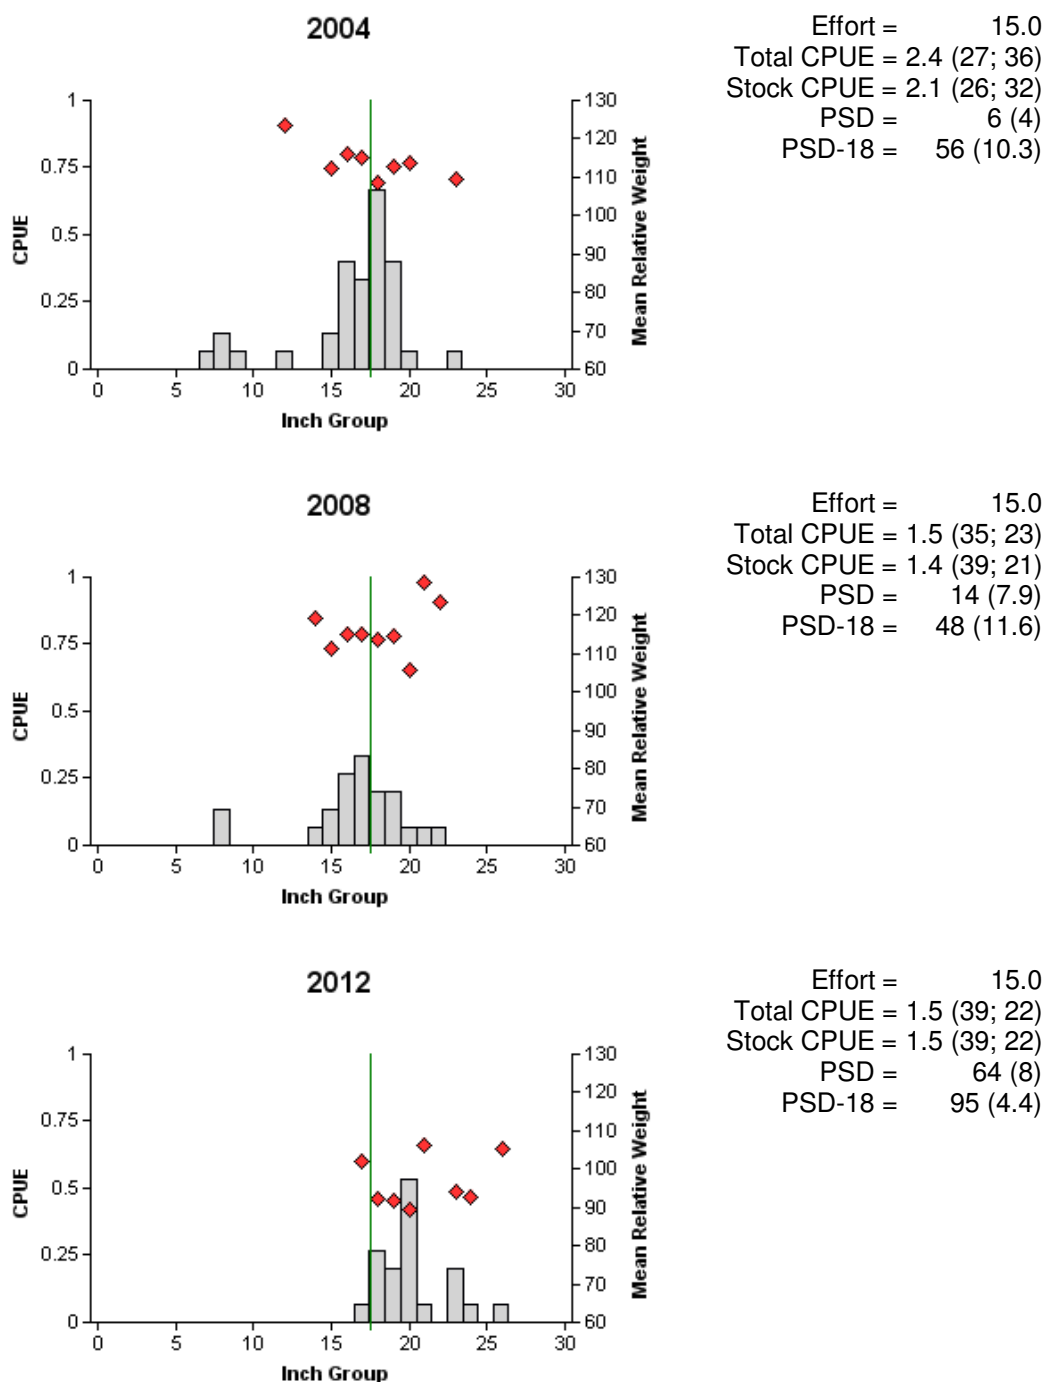 2004
Effort = 15.0
Total CPUE = 2.4 (27; 36)
Stock CPUE = 2.1 (26; 32)
PSD = 6 (4)
PSD-18 = 56 (10.3)
1
0.75
0.5
0.25
0
CPUE
130
120
110
100
90
80
70
60
Mean Relative Weight
0 5 10 15 20 25 30
Inch Group
2008
Effort = 15.0
Total CPUE = 1.5 (35; 23)
Stock CPUE = 1.4 (39; 21)
PSD = 14 (7.9)
PSD-18 = 48 (11.6)
1
0.75
0.5
0.25
0
CPUE
130
120
110
100
90
80
70
60
Mean Relative Weight
0 5 10 15 20 25 30
Inch Group
2012
Effort = 15.0
Total CPUE = 1.5 (39; 22)
Stock CPUE = 1.5 (39; 22)
PSD = 64 (8)
PSD-18 = 95 (4.4)
1
0.75
0.5
0.25
0
CPUE
130
120
110
100
90
80
70
60
Mean Relative Weight
0 5 10 15 20 25 30
Inch Group